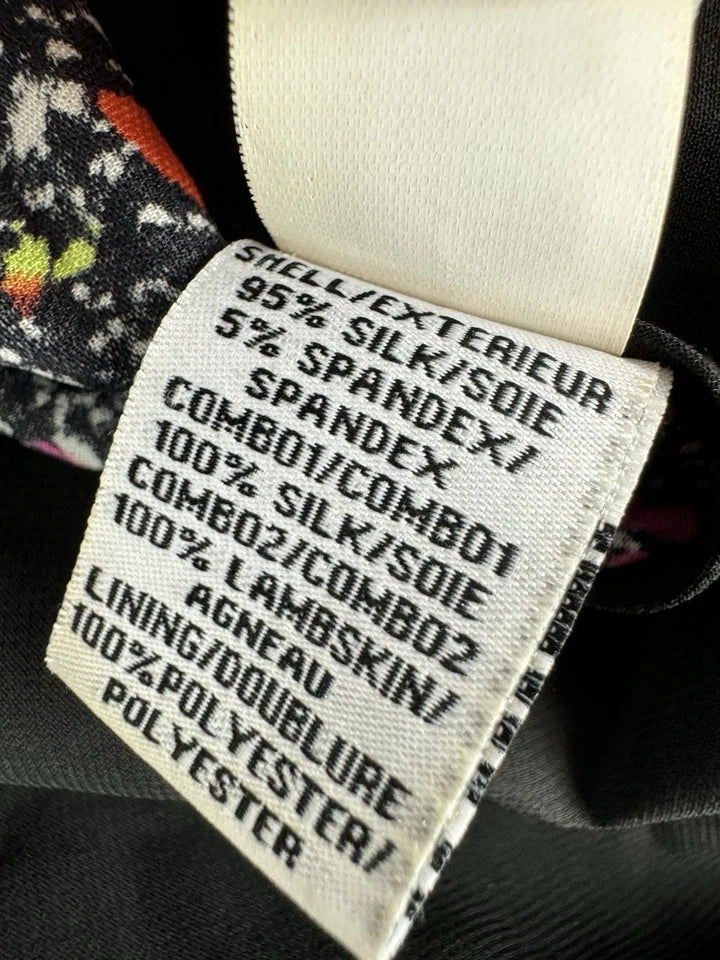 SHELL/EXTERIEUR
95% SILK/SOIE
5% SPANDEX/
SPANDEX
COMBO1/COMBO1
100% SILK/SOIE
COMBO2/COMBO2
100% LAMBSKIN/
AGNEAU
LINING/DOUBLURE
100%POLYESTER/
POLYESTER